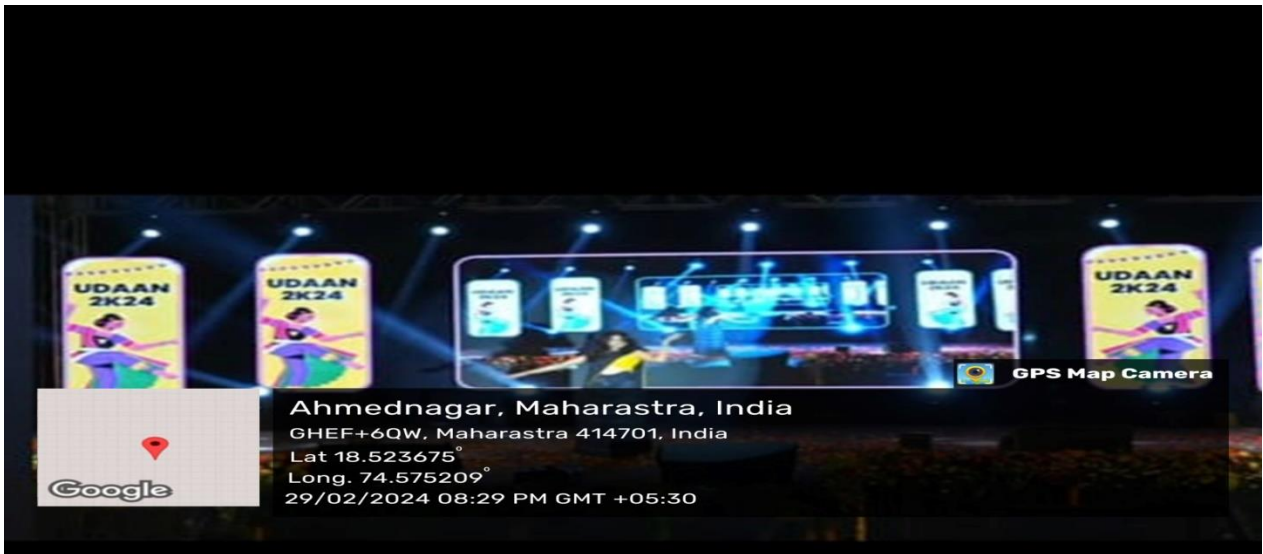 UDAAN
2K24
UDAAN
2K24
UDAAN
2K24
GPS Map Camera
Ahmednagar, Maharastra, India
GHEF+6QW, Maharastra 414701, India
Lat 18.523675°
Long. 74.575209°
29/02/2024 08:29 PM GMT +05:30
Google